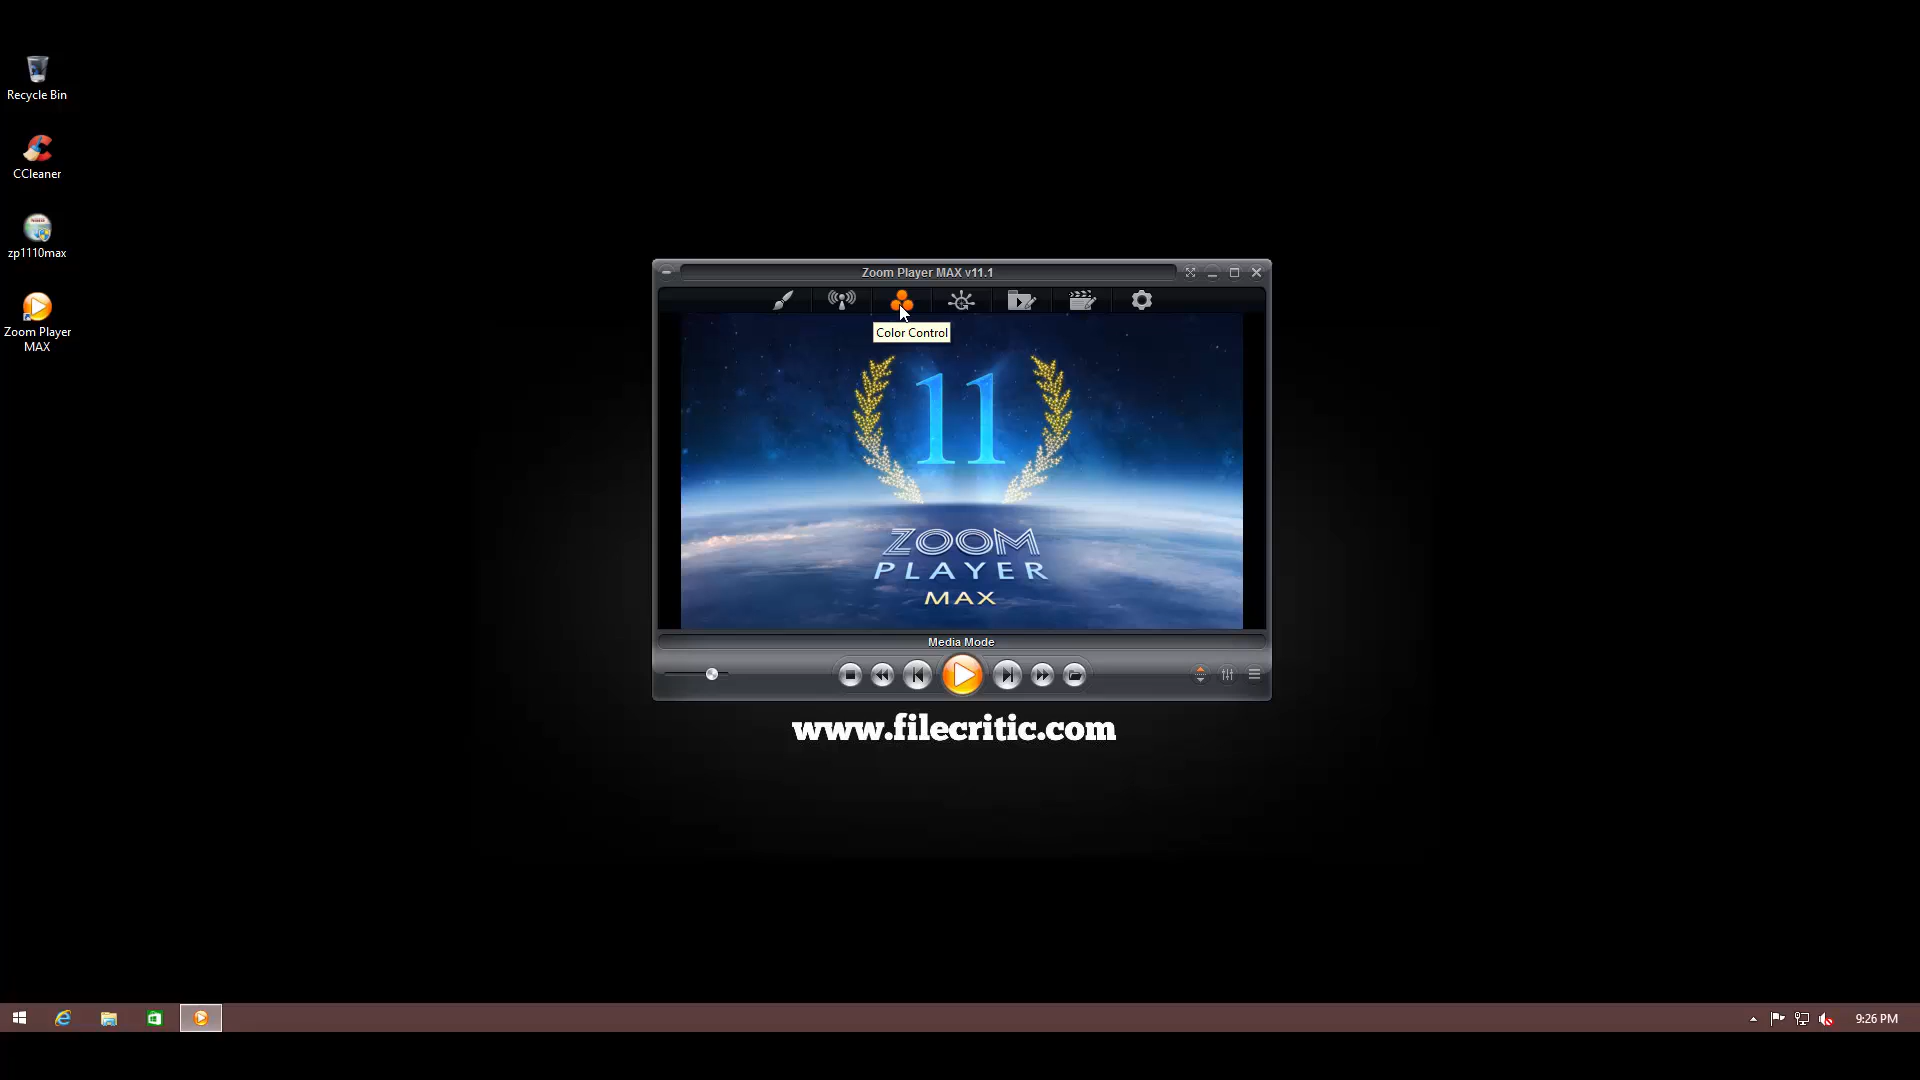 Recycle Bin
CCleaner
zp1110max
Zoom Player
MAX
Zoom Player MAX v11.1
Color Control
11
ZOOM
PLAYER
MAX
Media Mode
www.filecritic.com
9:26 PM